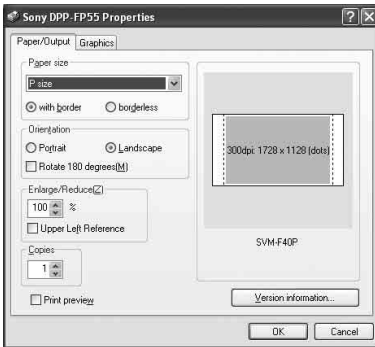 Sony DPP-FP55 Properties
Paper/Output Graphics
Paper size
P size
with border borderless
Orientation
Portrait Landscape
Rotate 180 degrees(M)
Enlarge/Reduce(Z)
100 %
Upper Left Reference
Copies
1
Print preview
300dpi: 1728 x 1128 (dots)
SVM-F40P
Version information...
OK Cancel